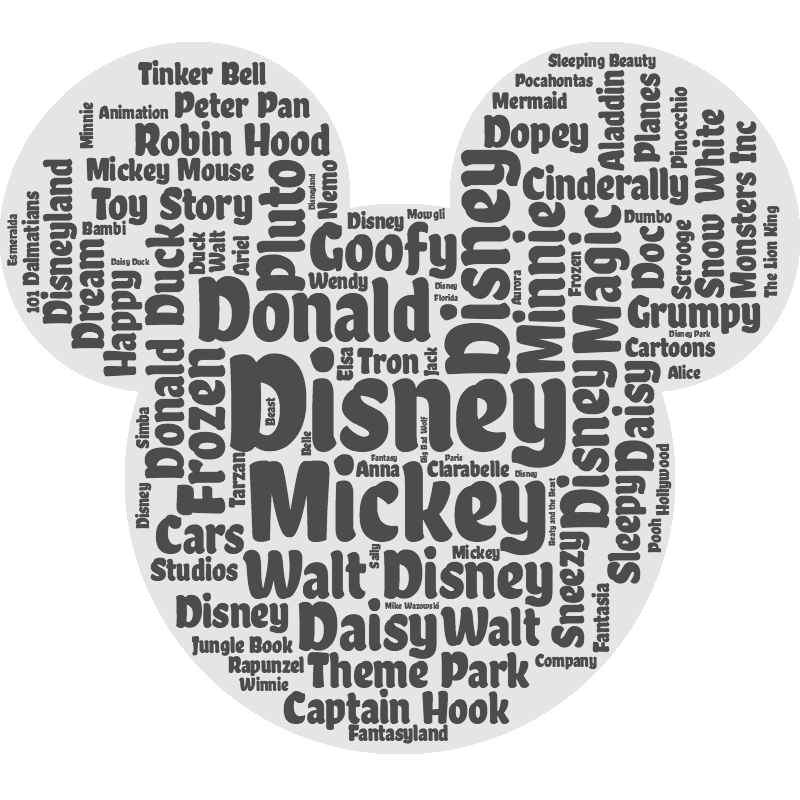 Tinker Bell
Animation
Peter Pan
Minnie
Robin Hood
Mickey Mouse
Toy Story
Pluto
Disneyland
Nemo
Esmeralda
101 Dalmatians
Disneyland
Bambi
Dream
Daisy Duck
Happy
Donald Duck
Duck
Walt
Ariel
Sleeping Beauty
Pocahontas
Mermaid
Dopey
Aladdin
Planes
Pinocchio
Snow White
Monsters Inc
Cinderally
Dumbo
Doc
Scrooge
The Lion King
Grumpy
Disney Park
Cartoons
Alice
Disney
Mowgli
Goofy
Wendy
Disney
Florida
Donald
Disney
Aurora
Minnie
Frozen
Magic
Elsa
Tron
Jack
Disney
Beast
Belle
Big Bad Wolf
Frozen
Simba
Tarzan
Disney
Fantasy
Anna
Paris
Clarabelle
Disney
Mickey
Beaty and the Beast
Disney
Daisy
Sleepy
Hollywood
Pooh
Cars
Studios
Sally
Mickey
Walt Disney
Sneezy
Fantasia
Disney
Mike Wazowski
Daisy
Walt
Jungle Book
Rapunzel
Theme Park
Company
Winnie
Captain Hook
Fantasyland